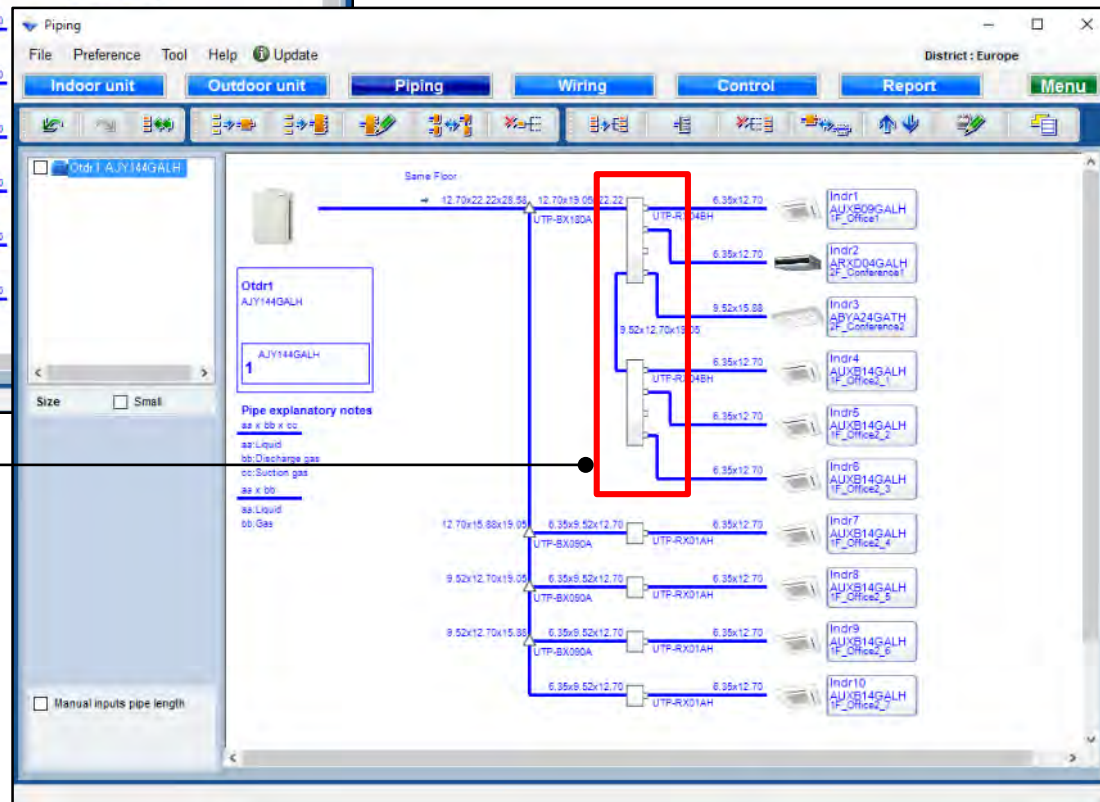 Piping
File Preference Tool Help Update District : Europe
Indoor unit Outdoor unit Piping Wiring Control Report Menu
Otdr1 AJY144GALH
Size Small
Manual inputs pipe length
Same Floor
12.70x22.22x28.58
12.70x19.05x22.22
UTP-BX180A
Otdr1
AJY144GALH
AJY144GALH
1
Pipe explanatory notes
aa x bb x cc
aa:Liquid
bb:Discharge gas
cc:Suction gas
aa x bb
aa:Liquid
bb:Gas
UTP-RX04BH
6.35x12.70
Indr1
AUXB09GALH
1F_Office1
6.35x12.70
Indr2
ARXD04GALH
2F_Conference1
9.52x15.88
Indr3
ABYA24GATH
2F_Conference2
9.52x12.70x19.05
UTP-RX04BH
6.35x12.70
Indr4
AUXB14GALH
1F_Office2_1
6.35x12.70
Indr5
AUXB14GALH
1F_Office2_2
6.35x12.70
Indr6
AUXB14GALH
1F_Office2_3
12.70x15.88x19.05
UTP-BX090A
6.35x9.52x12.70
UTP-RX01AH
6.35x12.70
Indr7
AUXB14GALH
1F_Office2_4
9.52x12.70x19.05
UTP-BX090A
6.35x9.52x12.70
UTP-RX01AH
6.35x12.70
Indr8
AUXB14GALH
1F_Office2_5
9.52x12.70x15.88
UTP-BX090A
6.35x9.52x12.70
UTP-RX01AH
6.35x12.70
Indr9
AUXB14GALH
1F_Office2_6
6.35x9.52x12.70
UTP-RX01AH
6.35x12.70
Indr10
AUXB14GALH
1F_Office2_7